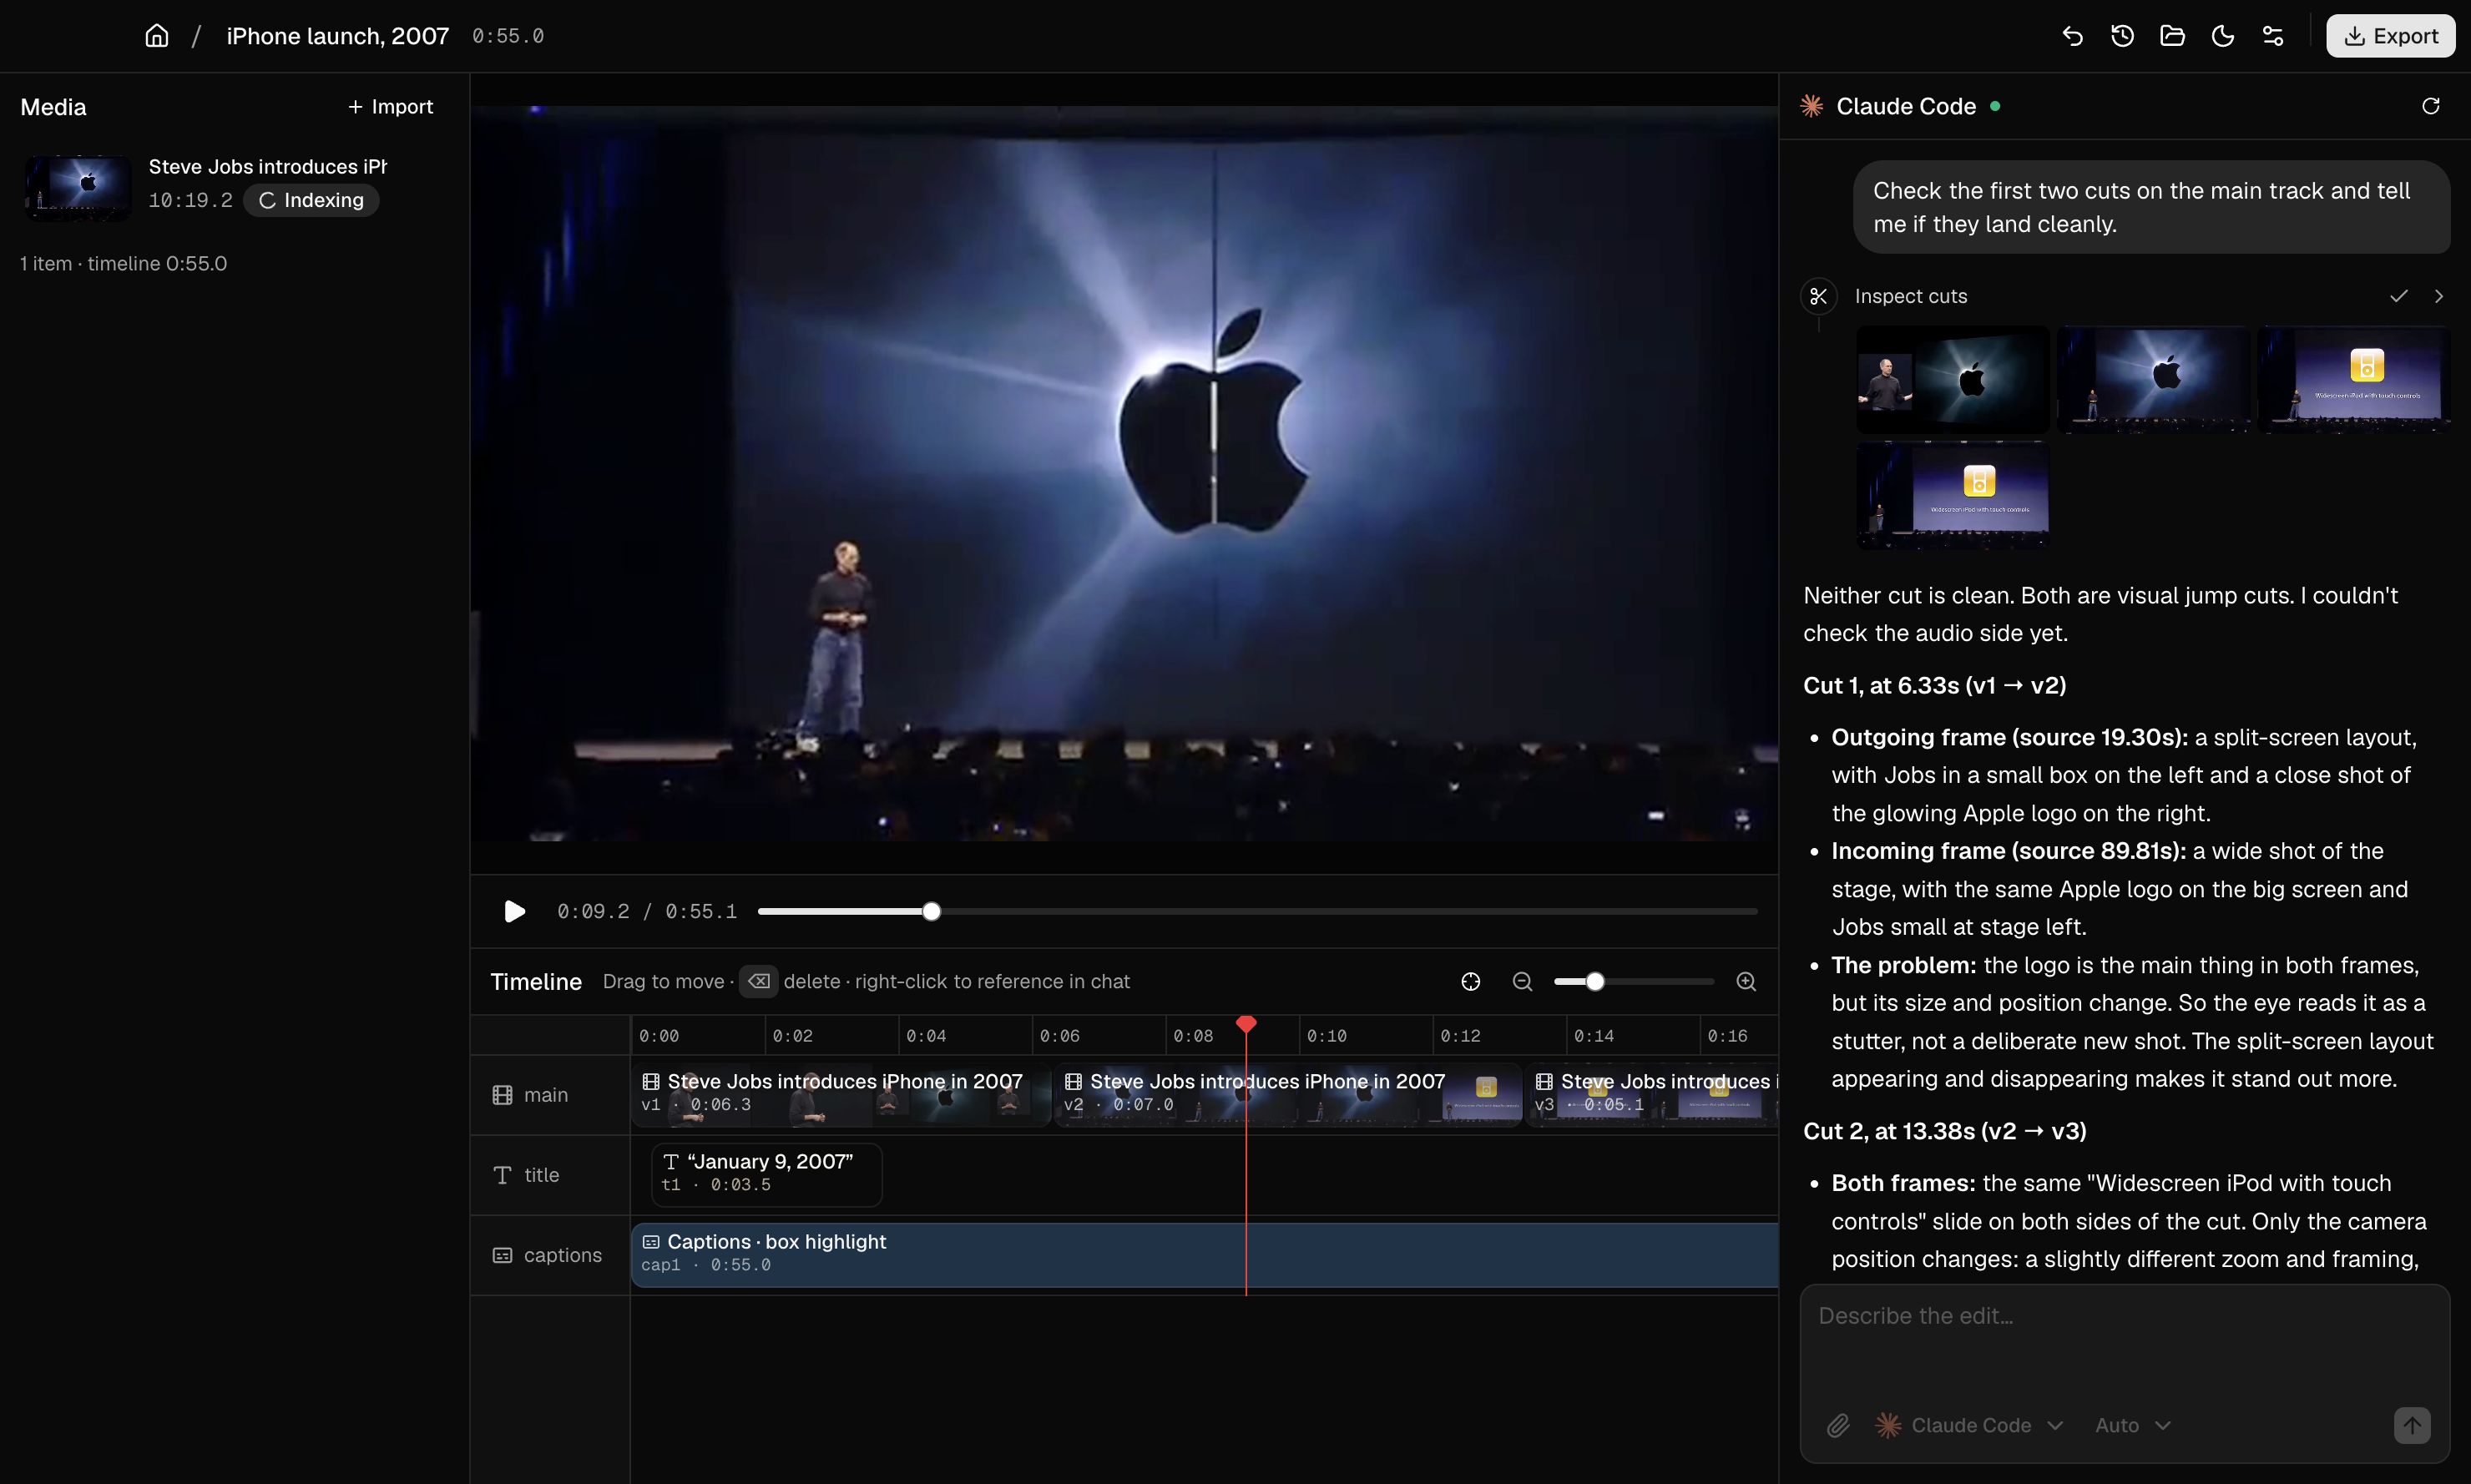 / iPhone launch, 2007 0:55.0
Export
Media
Import
Steve Jobs introduces iPh
10:19.2 Indexing
1 item · timeline 0:55.0
0:09.2 / 0:55.1
Timeline Drag to move · delete · right-click to reference in chat
0:00 0:02 0:04 0:06 0:08 0:10 0:12 0:14 0:16
main
Steve Jobs introduces iPhone in 2007
v1 · 0:06.3
Steve Jobs introduces iPhone in 2007
v2 · 0:07.0
Steve Jobs introduces i
v3 · 0:05.1
title
“January 9, 2007”
t1 · 0:03.5
captions
Captions · box highlight
cap1 · 0:55.0
Claude Code
Check the first two cuts on the main track and tell
me if they land cleanly.
Inspect cuts
Widescreen iPod with touch controls
Widescreen iPod with touch controls
Neither cut is clean. Both are visual jump cuts. I couldn't
check the audio side yet.
Cut 1, at 6.33s (v1 → v2)
• Outgoing frame (source 19.30s): a split-screen layout,
with Jobs in a small box on the left and a close shot of
the glowing Apple logo on the right.
• Incoming frame (source 89.81s): a wide shot of the
stage, with the same Apple logo on the big screen and
Jobs small at stage left.
• The problem: the logo is the main thing in both frames,
but its size and position change. So the eye reads it as a
stutter, not a deliberate new shot. The split-screen layout
appearing and disappearing makes it stand out more.
Cut 2, at 13.38s (v2 → v3)
• Both frames: the same "Widescreen iPod with touch
controls" slide on both sides of the cut. Only the camera
position changes: a slightly different zoom and framing,
Describe the edit...
Claude Code Auto